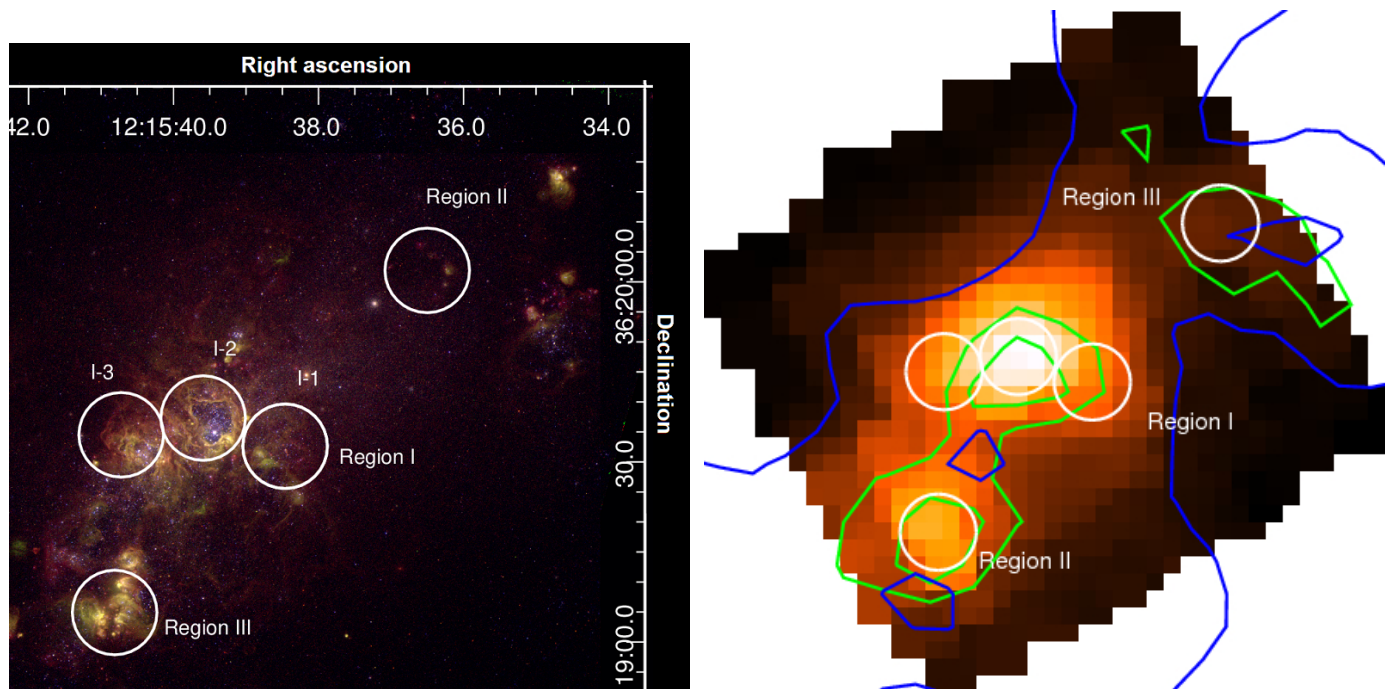 Right ascension
42.0
12:15:40.0
38.0
36.0
34.0
Region II
36:20:00.0
Declination
I-2
I-3
I-1
Region I
30.0
Region III
19:00.0
Region III
Region I
Region II